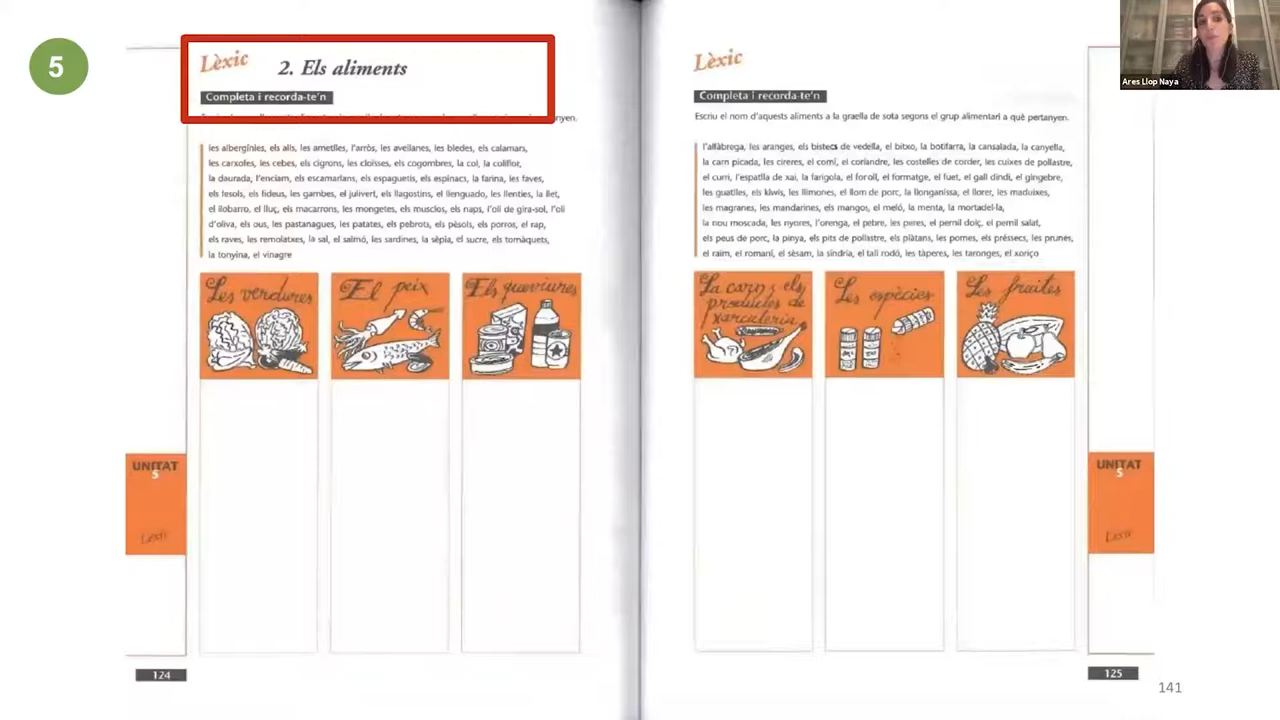 5
Lèxic
2. Els aliments
Completa i recorda-te'n
les albergínies, els alls, les ametlles, l'arròs, les avellanes, les bledes, els calamars,
les carxofes, les cebes, els cigrons, les cloïsses, els cogombres, la col, la coliflor,
la daurada, l'enciam, els escamarlans, els espaguetis, els espinacs, la farina, les faves,
els fesols, els fideus, les gambes, el julivert, els llagostins, el llenguado, les llenties, la llet,
el llobarro, el lluç, els macarrons, les mongetes, els musclos, els naps, l'oli de gira-sol, l'oli
d'oliva, els ous, les pastanagues, les patates, els pebrots, els pèsols, els porros, el rap,
els raves, les remolatxes, la sal, el salmó, les sardines, la sèpia, el sucre, els tomàquets,
la tonyina, el vinagre
Les verdures
El peix
Els queviures
UNITAT
5
Lèxic
124
Lèxic
Completa i recorda-te'n
Escriu el nom d'aquests aliments a la graella de sota segons el grup alimentari a què pertanyen.
l'alfàbrega, les aranges, els bistecs de vedella, el bitxo, la botifarra, la cansalada, la canyella,
la carn picada, les cireres, el comí, el coriandre, les costelles de corder, les cuixes de pollastre,
el curri, l'espatlla de xai, la farigola, el foroll, el formatge, el fuet, el gall dindi, el gingebre,
les guatlles, els kiwis, les llimones, el llom de porc, la llonganissa, el llorer, les maduixes,
les magranes, les mandarines, els mangos, el meló, la menta, la mortadel·la,
la nou moscada, les nyores, l'orenga, el pebre, les peres, el pernil dolç, el pernil salat,
els peus de porc, la pinya, els pits de pollastre, els plàtans, les pomes, els préssecs, les prunes,
el raïm, el romaní, el sèsam, la síndria, el tall rodó, les tàperes, les taronges, el xoriço
La carn i els
productes de
xarcuteria
Les espècies
Les fruites
UNITAT
5
Lèxic
125
141
Ares Llop Naya